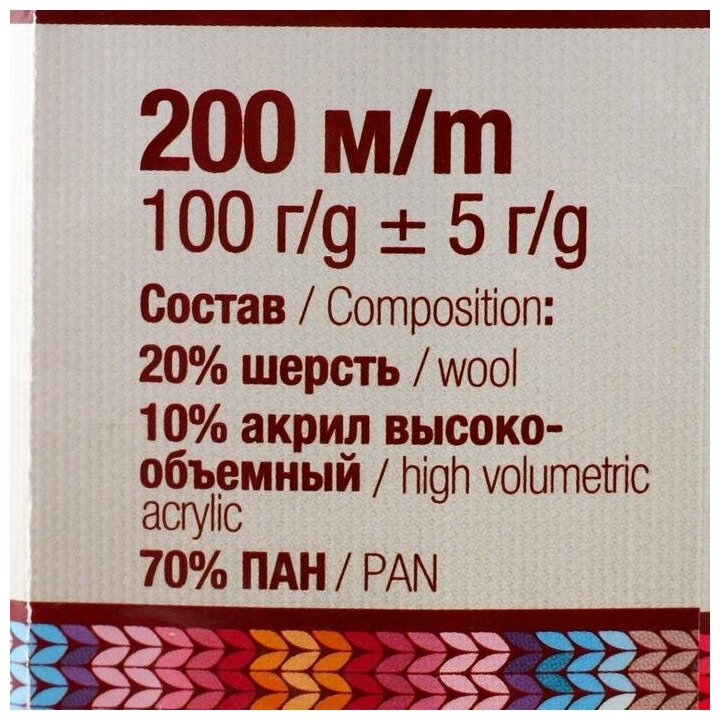 200 м/m
100 г/g ± 5 г/g
Состав / Composition:
20% шерсть / wool
10% акрил высоко-
объемный / high volumetric
acrylic
70% ПАН / PAN